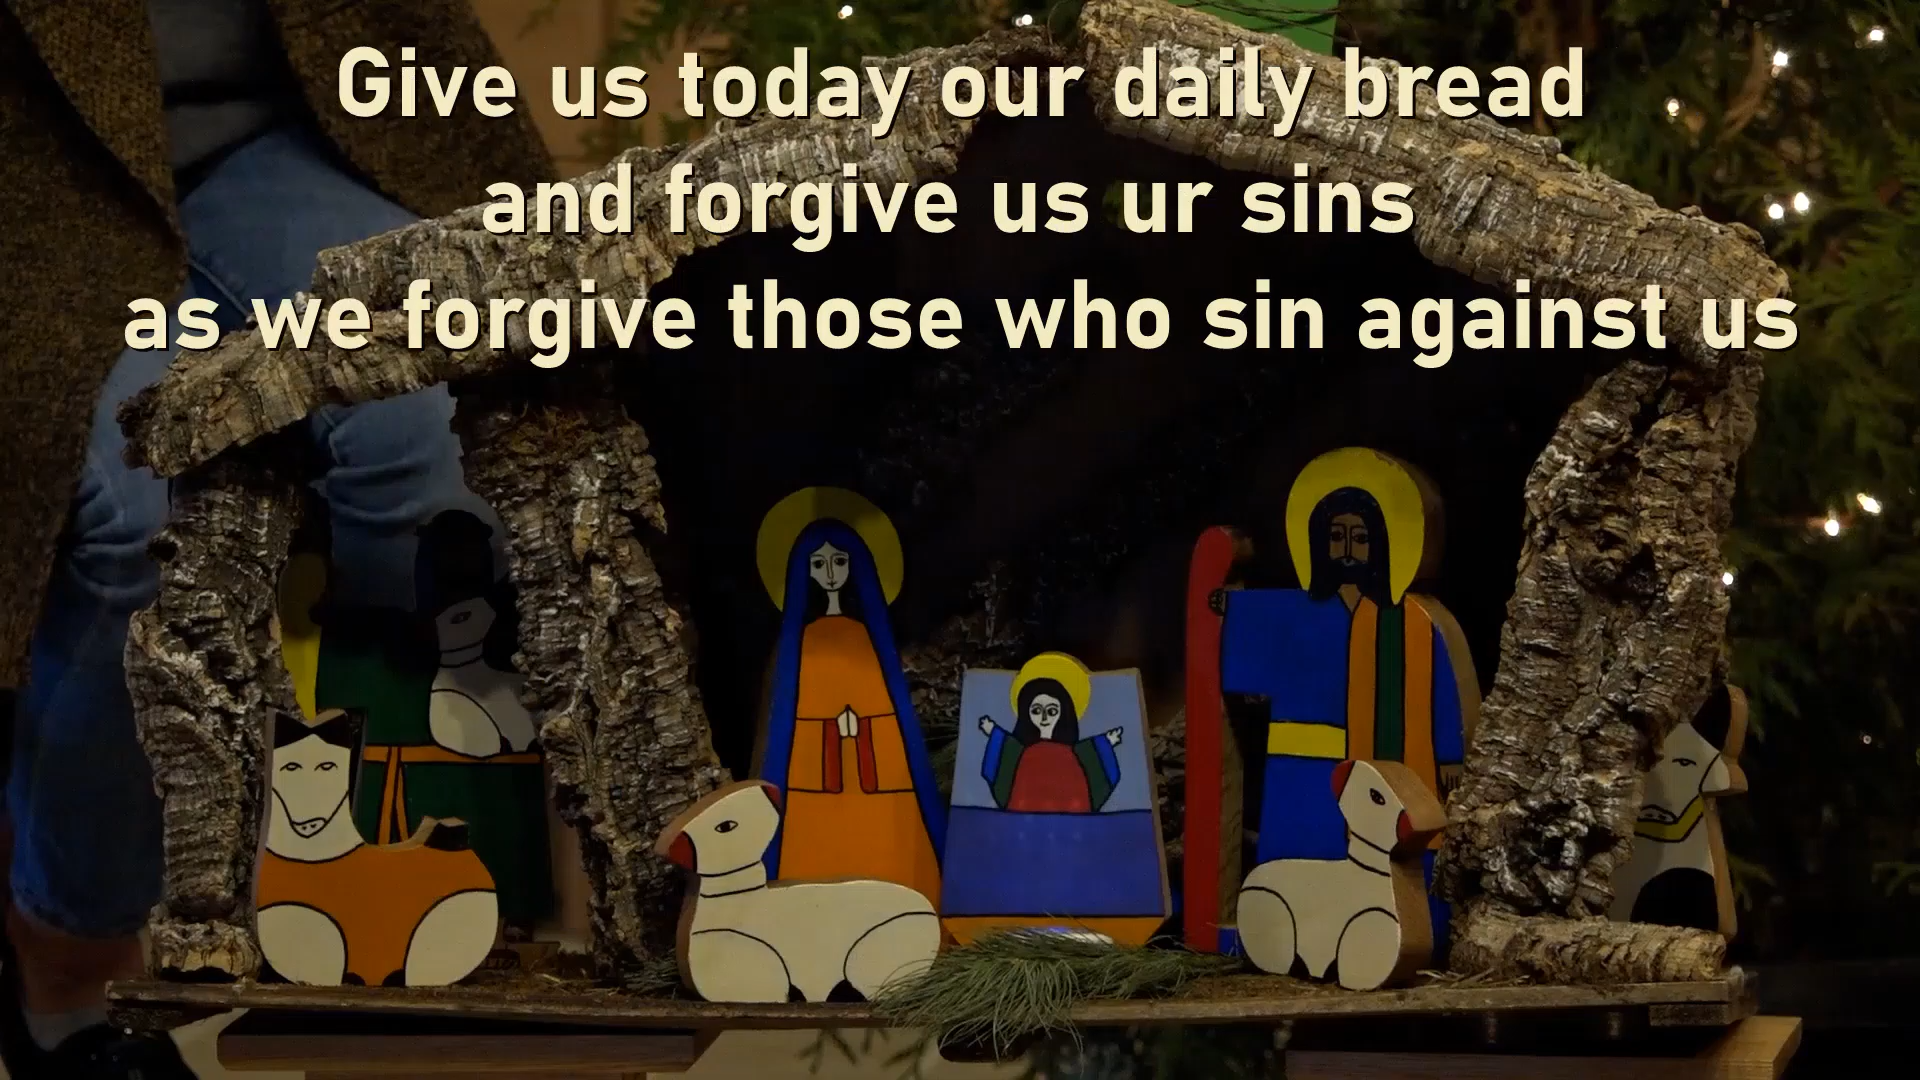 Give us today our daily bread
and forgive us ur sins
as we forgive those who sin against us